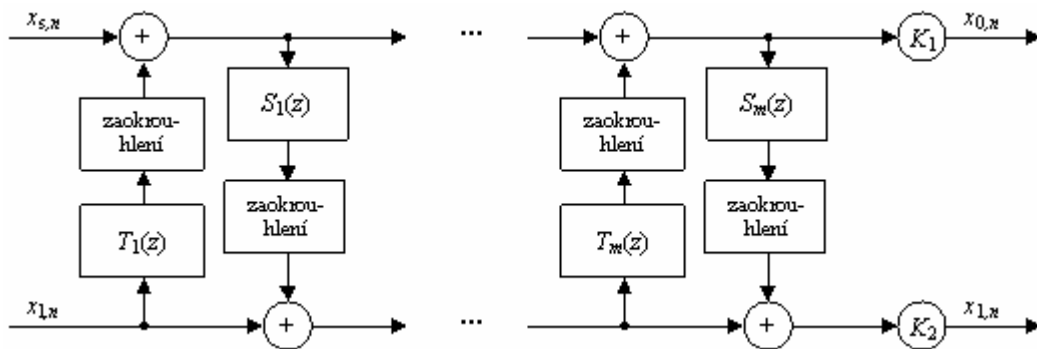 x_{s,n}
+
...
+
K_1
x_{0,n}
S_1(z)
S_m(z)
zaokrou-
hlení
zaokrou-
hlení
zaokrou-
hlení
zaokrou-
hlení
T_1(z)
T_m(z)
x_{1,n}
+
...
+
K_2
x_{1,n}